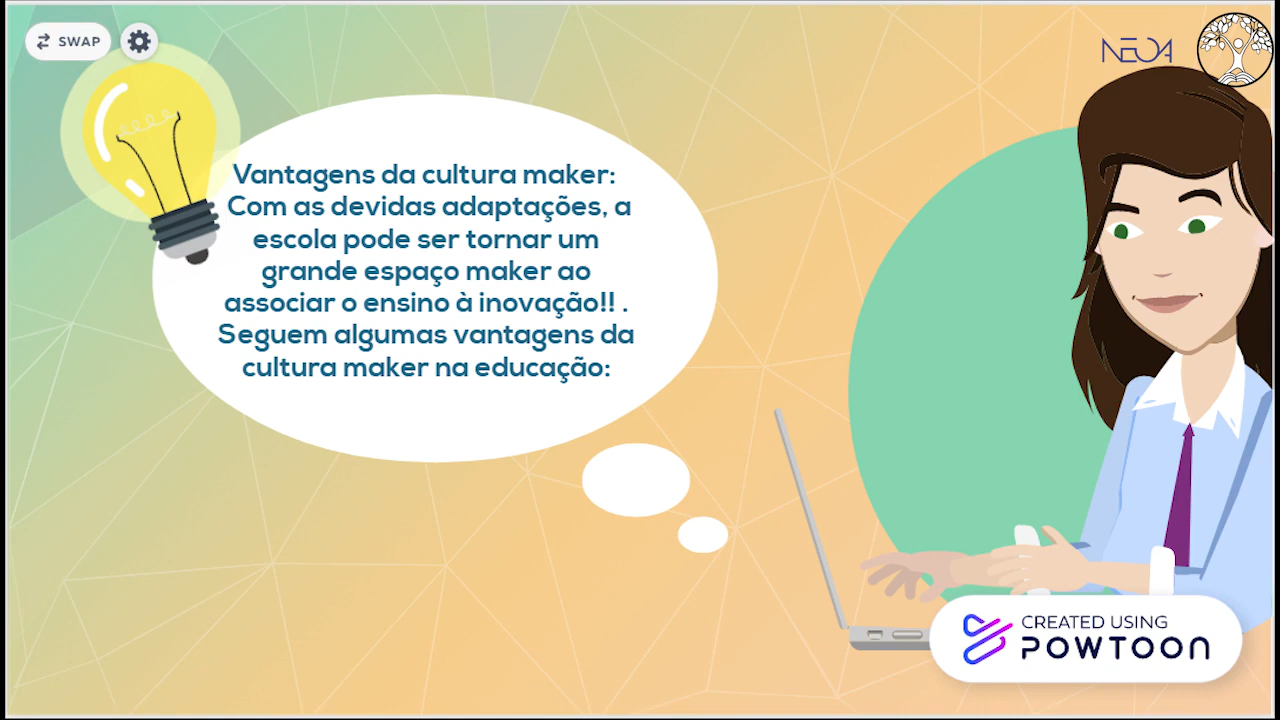 SWAP
NEOA
Vantagens da cultura maker:
Com as devidas adaptações, a
escola pode ser tornar um
grande espaço maker ao
associar o ensino à inovação!! .
Seguem algumas vantagens da
cultura maker na educação:
CREATED USING
POWTOON